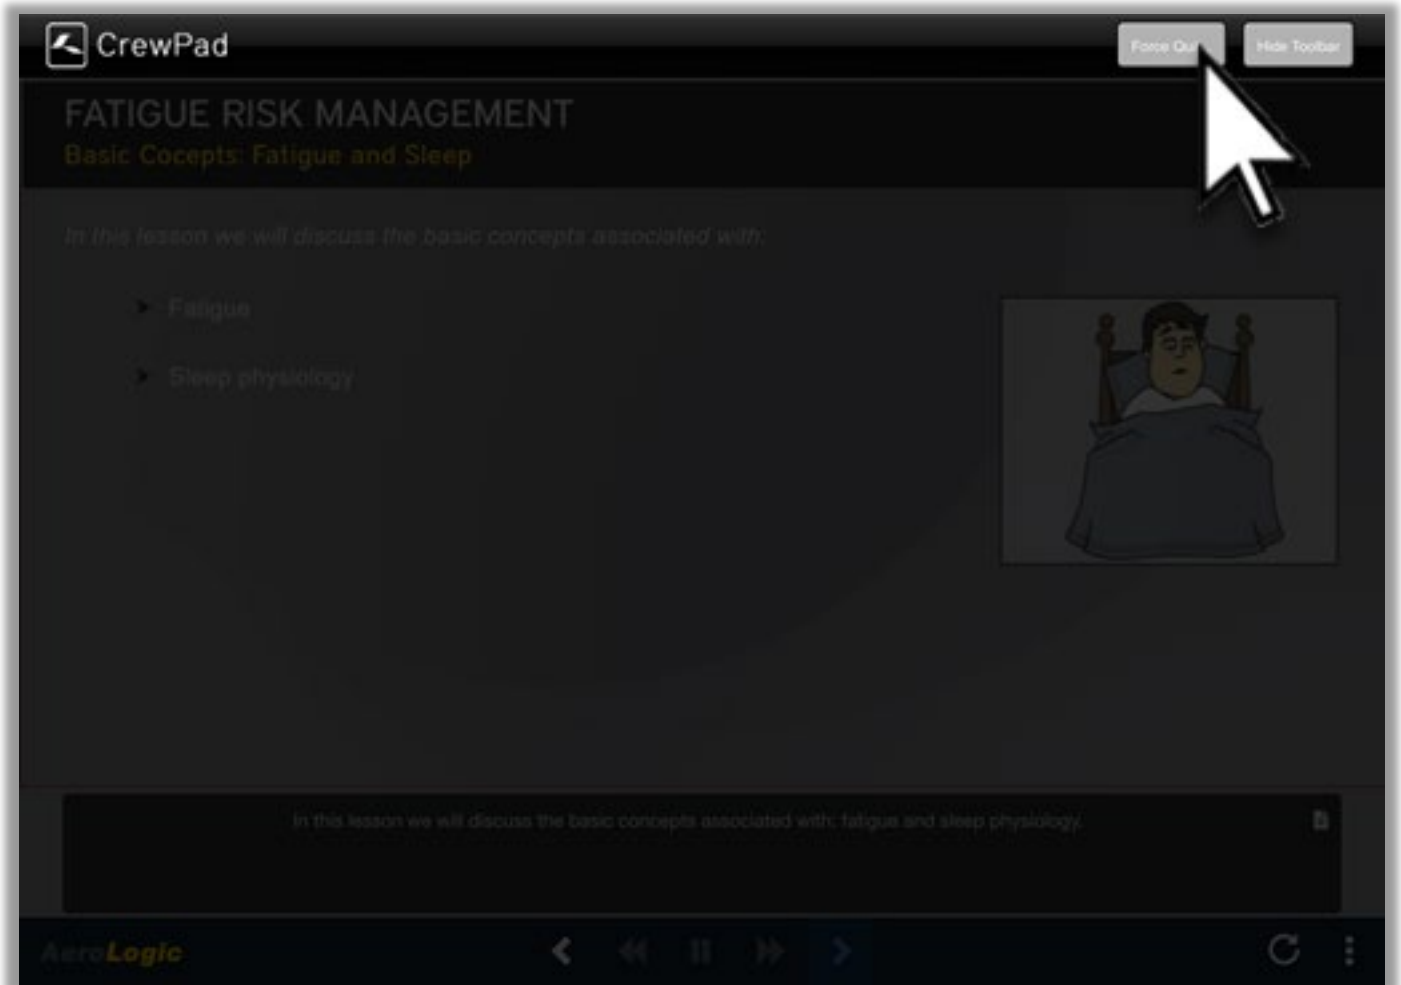 CrewPad
Force Qui
Hide Toolbar
FATIGUE RISK MANAGEMENT
Basic Cocepts: Fatigue and Sleep
In this lesson we will discuss the basic concepts associated with:
Fatigue
Sleep physiology
In this lesson we will discuss the basic concepts associated with: fatigue and sleep physiology.
AeroLogic